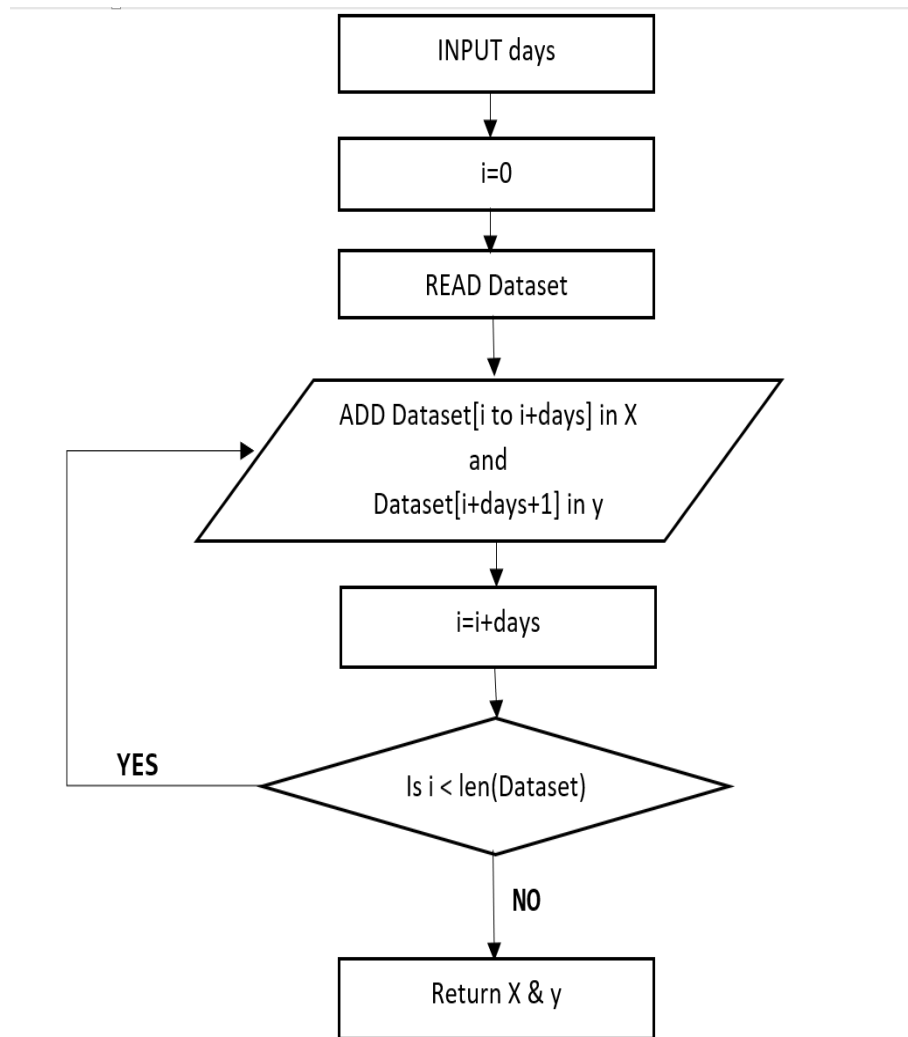 INPUT days
i=0
READ Dataset
ADD Dataset[i to i+days] in X
and
Dataset[i+days+1] in y
i=i+days
Is i < len(Dataset)
YES
NO
Return X & y